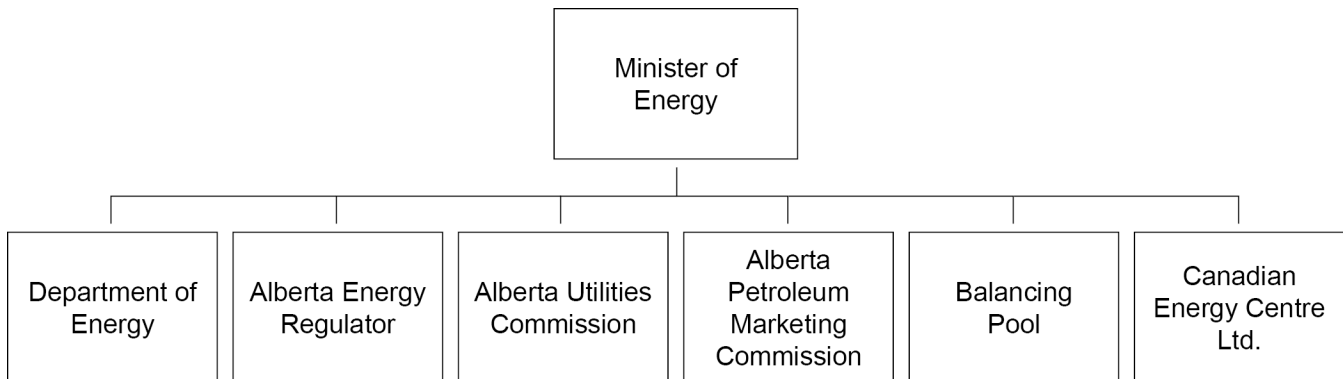 Minister of
Energy
Department of
Energy
Alberta Energy
Regulator
Alberta Utilities
Commission
Alberta
Petroleum
Marketing
Commission
Balancing
Pool
Canadian
Energy Centre
Ltd.